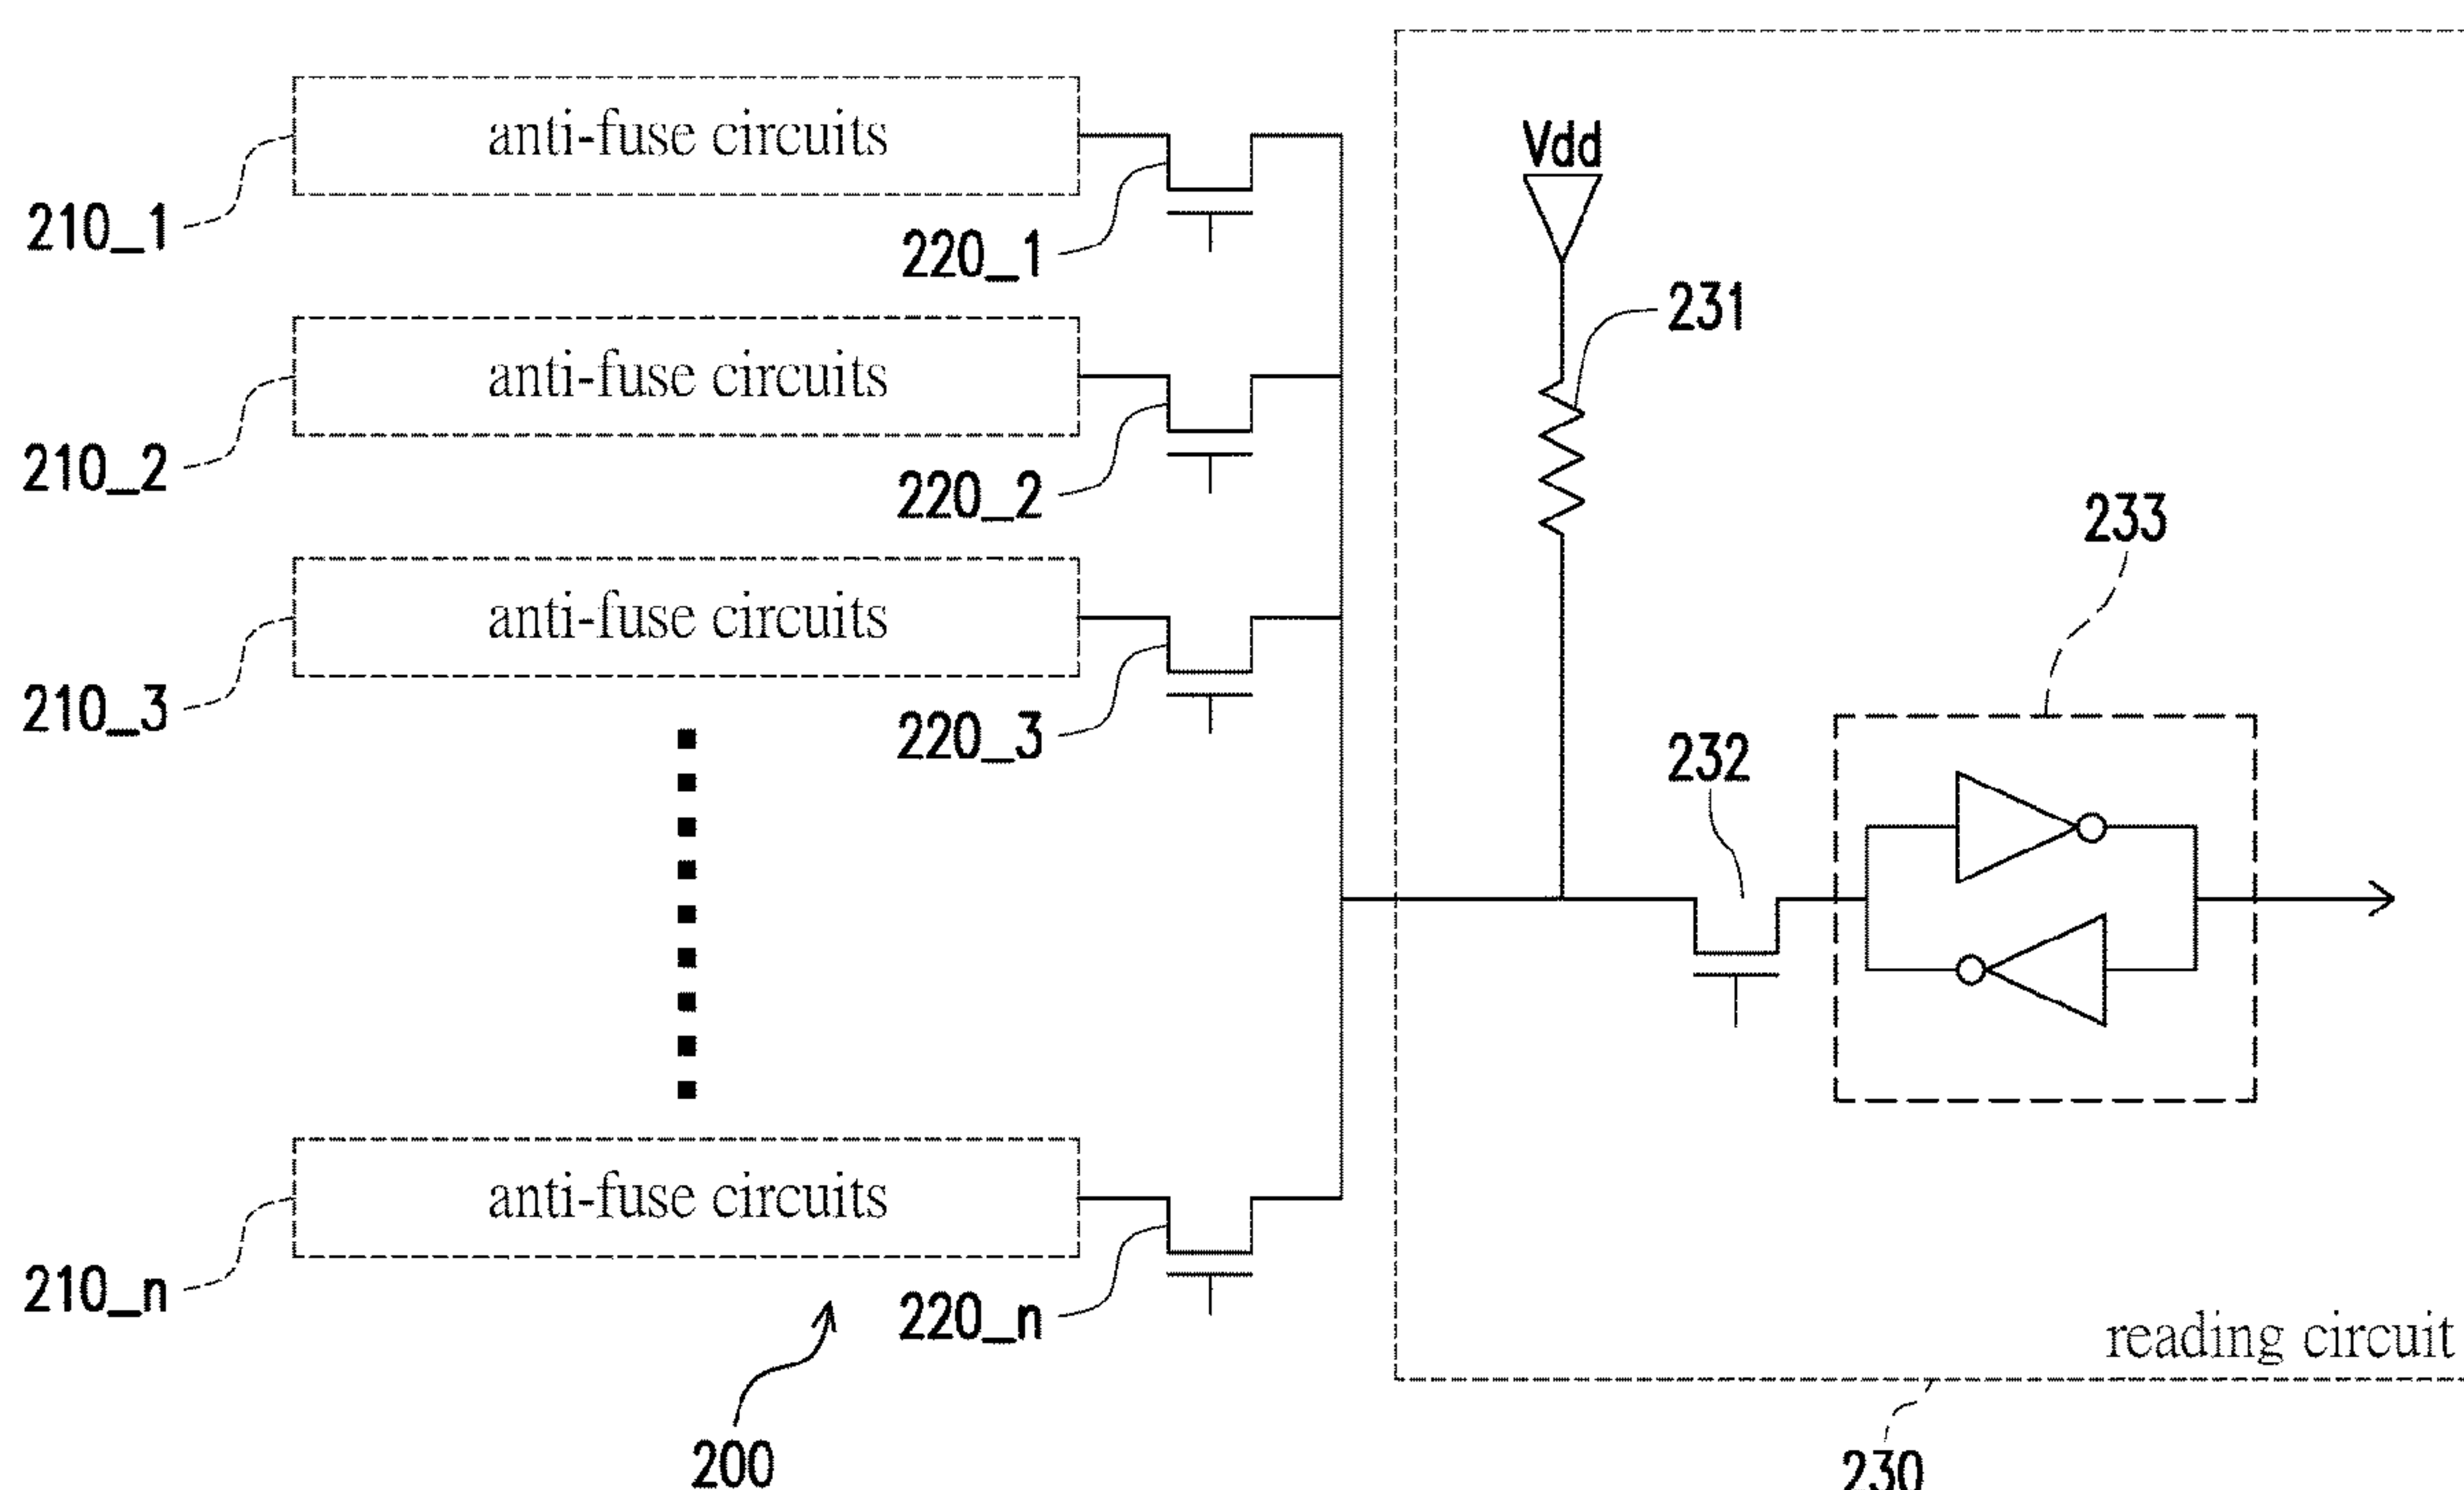 anti-fuse circuits
210_1
220_1
Vdd
231
anti-fuse circuits
210_2
220_2
233
anti-fuse circuits
210_3
220_3
232
anti-fuse circuits
210_n
220_n
reading circuit
200
230